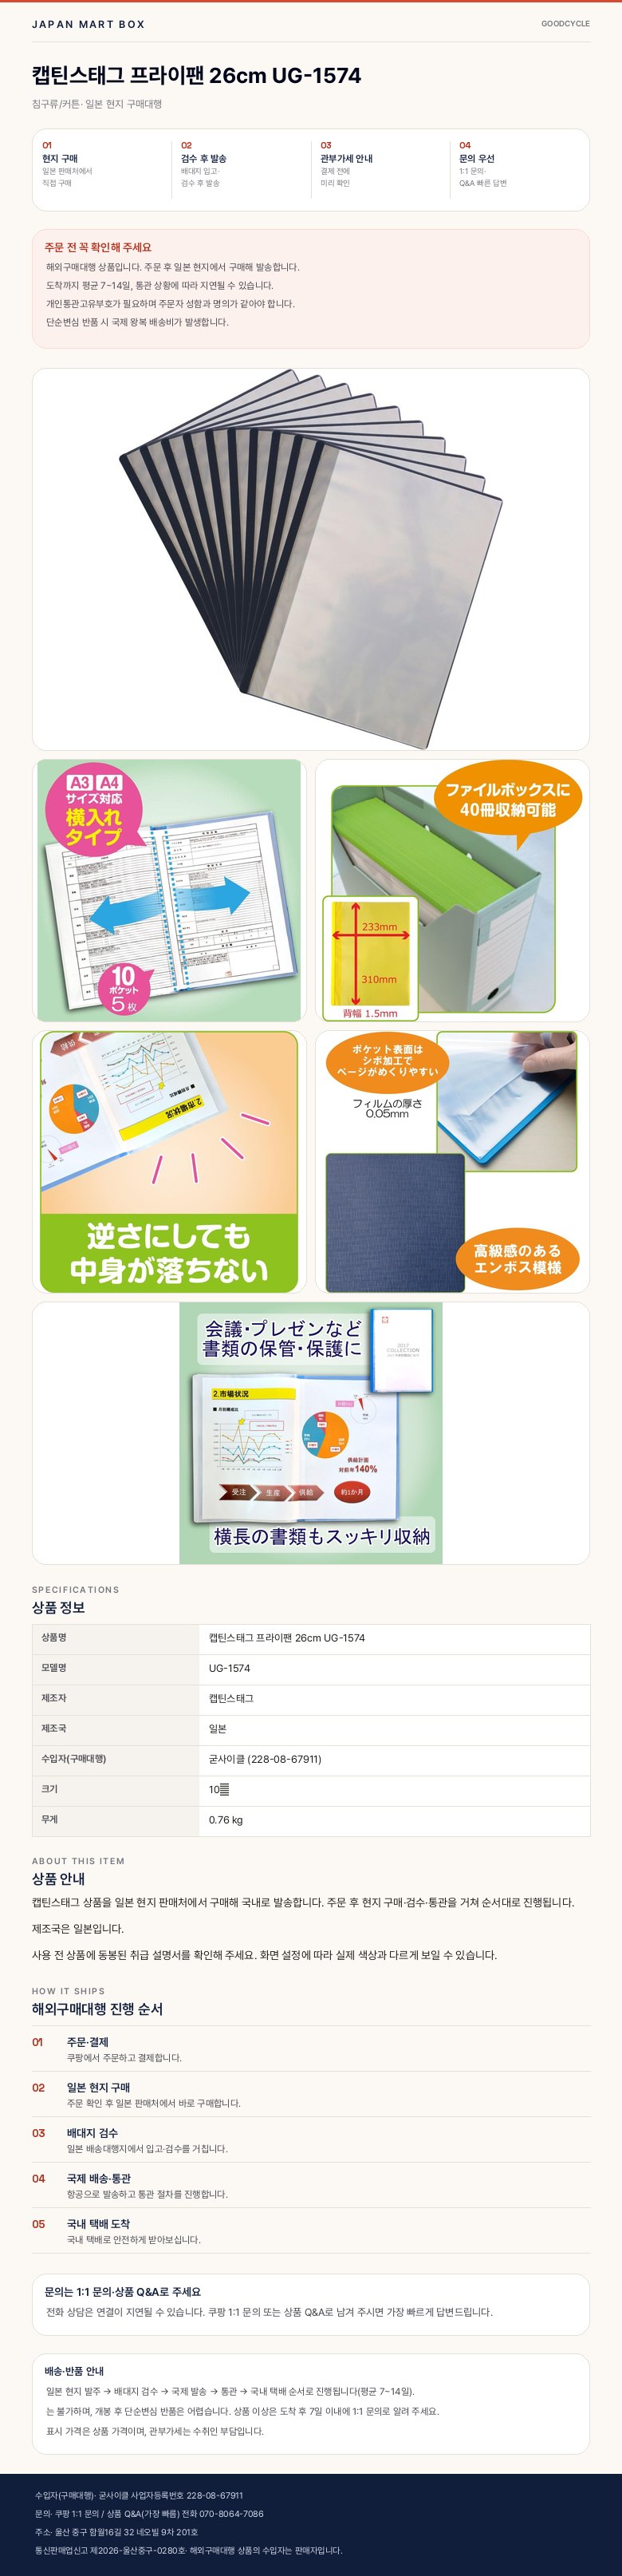 JAPAN MART BOX
GOODCYCLE
캡틴스태그 프라이팬 26cm UG-1574
침구류/커튼· 일본 현지 구매대행
01
현지 구매
일본 판매처에서
직접 구매
02
검수 후 발송
배대지 입고·
검수 후 발송
03
관부가세 안내
결제 전에
미리 확인
04
문의 우선
1:1 문의·
Q&A 빠른 답변
주문 전 꼭 확인해 주세요
해외구매대행 상품입니다. 주문 후 일본 현지에서 구매해 발송합니다.
도착까지 평균 7~14일, 통관 상황에 따라 지연될 수 있습니다.
개인통관고유부호가 필요하며 주문자 성함과 명의가 같아야 합니다.
단순변심 반품 시 국제 왕복 배송비가 발생합니다.
A3 A4
サイズ対応
横入れ
タイプ
10
ポケット
5枚
ファイルボックスに
40冊収納可能
233mm
310mm
背幅 1.5mm
供給
2.市場状況
逆さにしても
中身が落ちない
ポケット表面は
シボ加工で
ページがめくりやすい
フィルムの厚さ
0.05mm
高級感のある
エンボス模様
会議・プレゼンなど
書類の保管・保護に
COLLECTION
2.市場状況
140%
受注
生産
供給
約1か月
横長の書類もスッキリ収納
SPECIFICATIONS
상품 정보
상품명
캡틴스태그 프라이팬 26cm UG-1574
모델명
UG-1574
제조자
캡틴스태그
제조국
일본
수입자(구매대행)
굳사이클 (228-08-67911)
크기
10
무게
0.76 kg
ABOUT THIS ITEM
상품 안내
캡틴스태그 상품을 일본 현지 판매처에서 구매해 국내로 발송합니다. 주문 후 현지 구매·검수·통관을 거쳐 순서대로 진행됩니다.
제조국은 일본입니다.
사용 전 상품에 동봉된 취급 설명서를 확인해 주세요. 화면 설정에 따라 실제 색상과 다르게 보일 수 있습니다.
HOW IT SHIPS
해외구매대행 진행 순서
01
주문·결제
쿠팡에서 주문하고 결제합니다.
02
일본 현지 구매
주문 확인 후 일본 판매처에서 바로 구매합니다.
03
배대지 검수
일본 배송대행지에서 입고·검수를 거칩니다.
04
국제 배송·통관
항공으로 발송하고 통관 절차를 진행합니다.
05
국내 택배 도착
국내 택배로 안전하게 받아보십니다.
문의는 1:1 문의·상품 Q&A로 주세요
전화 상담은 연결이 지연될 수 있습니다. 쿠팡 1:1 문의 또는 상품 Q&A로 남겨 주시면 가장 빠르게 답변드립니다.
배송·반품 안내
일본 현지 발주 → 배대지 검수 → 국제 발송 → 통관 → 국내 택배 순서로 진행됩니다(평균 7~14일).
는 불가하며, 개봉 후 단순변심 반품은 어렵습니다. 상품 이상은 도착 후 7일 이내에 1:1 문의로 알려 주세요.
표시 가격은 상품 가격이며, 관부가세는 수취인 부담입니다.
수입자(구매대행)· 굳사이클 사업자등록번호 228-08-67911
문의· 쿠팡 1:1 문의 / 상품 Q&A(가장 빠름) 전화 070-8064-7086
주소· 울산 중구 함월16길 32 네오빌 9차 201호
통신판매업신고 제2026-울산중구-0280호· 해외구매대행 상품의 수입자는 판매자입니다.